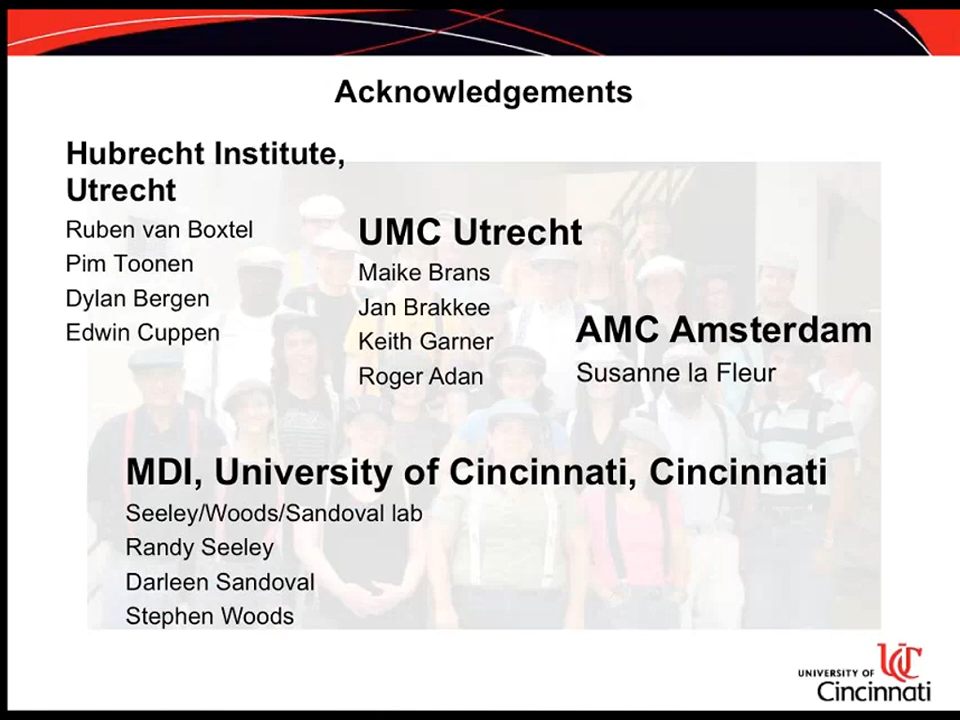 Acknowledgements
Hubrecht Institute,
Utrecht
Ruben van Boxtel
Pim Toonen
Dylan Bergen
Edwin Cuppen
UMC Utrecht
Maike Brans
Jan Brakkee
Keith Garner
Roger Adan
AMC Amsterdam
Susanne la Fleur
MDI, University of Cincinnati, Cincinnati
Seeley/Woods/Sandoval lab
Randy Seeley
Darleen Sandoval
Stephen Woods
UNIVERSITY OF UC
Cincinnati